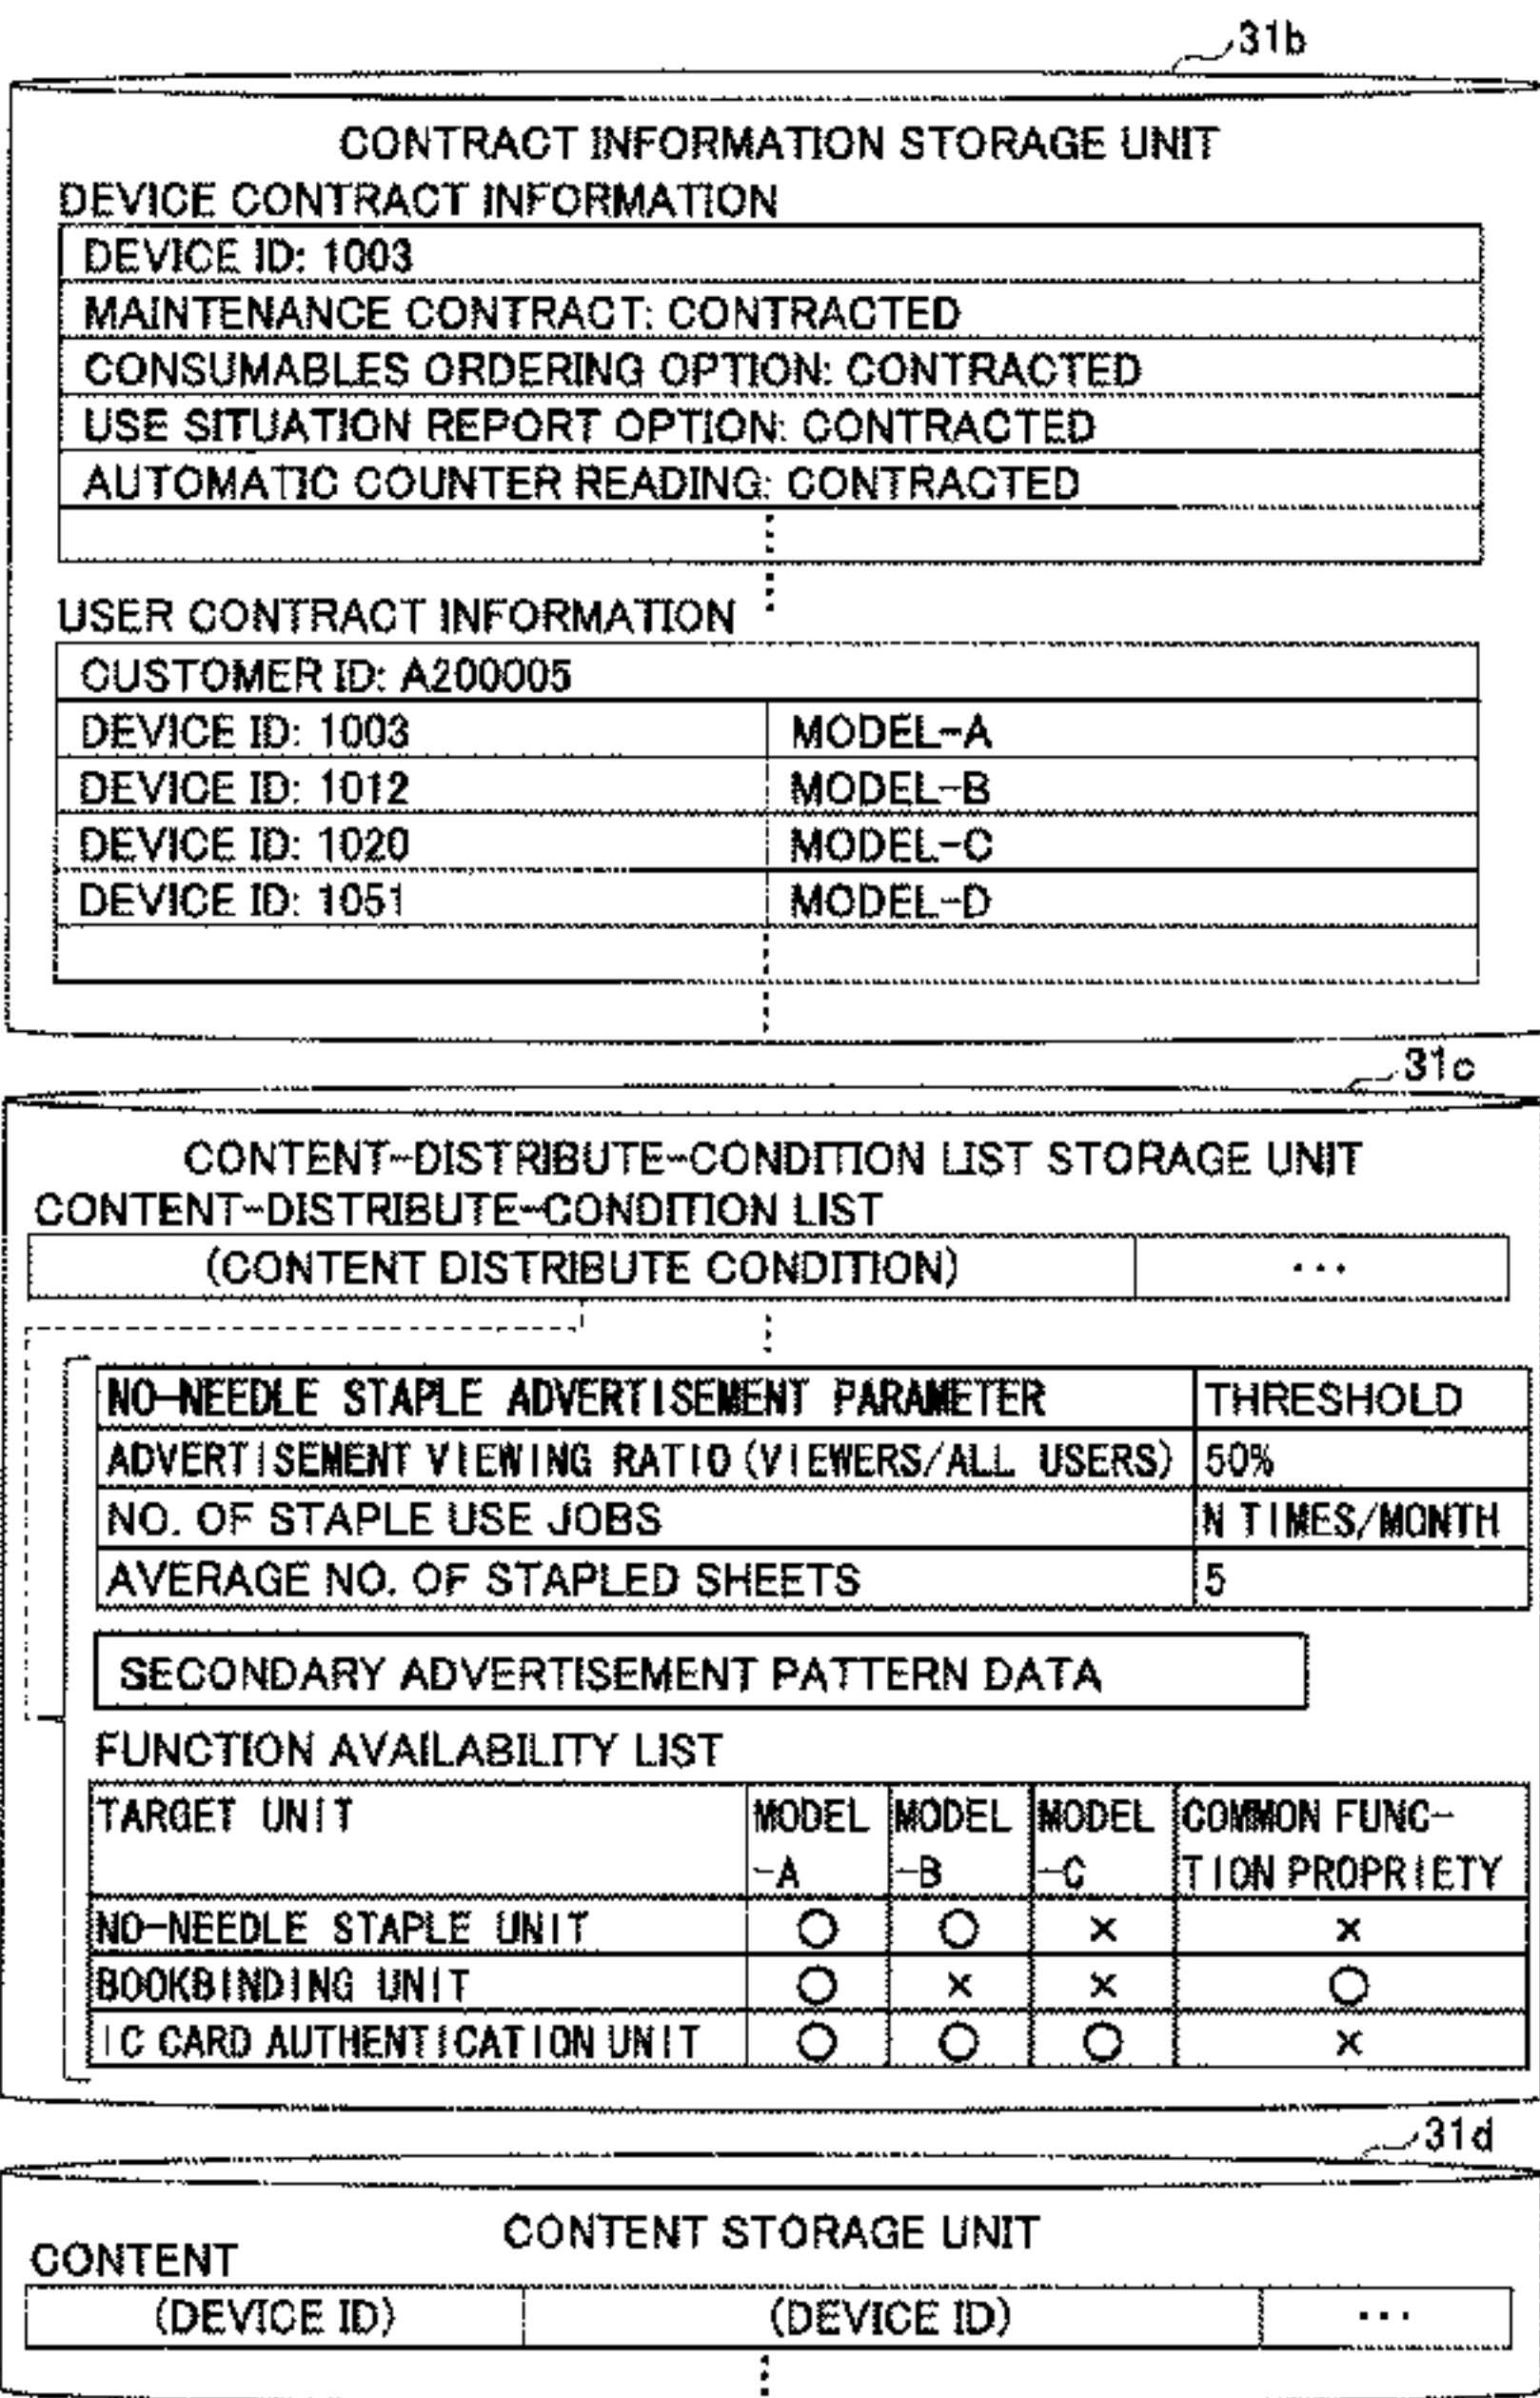 31b
CONTRACT INFORMATION STORAGE UNIT
DEVICE CONTRACT INFORMATION
DEVICE ID: 1003
MAINTENANCE CONTRACT: CONTRACTED
CONSUMABLES ORDERING OPTION: CONTRACTED
USE SITUATION REPORT OPTION: CONTRACTED
AUTOMATIC COUNTER READING: CONTRACTED
USER CONTRACT INFORMATION
CUSTOMER ID: A200005
DEVICE ID: 1003 MODEL-A
DEVICE ID: 1012 MODEL-B
DEVICE ID: 1020 MODEL-C
DEVICE ID: 1051 MODEL-D
31c
CONTENT-DISTRIBUTE-CONDITION LIST STORAGE UNIT
CONTENT-DISTRIBUTE-CONDITION LIST
(CONTENT DISTRIBUTE CONDITION) ...
NO-NEEDLE STAPLE ADVERTISEMENT PARAMETER THRESHOLD
ADVERTISEMENT VIEWING RATIO (VIEWERS/ALL USERS) 50%
NO. OF STAPLE USE JOBS N TIMES/MONTH
AVERAGE NO. OF STAPLED SHEETS 5
SECONDARY ADVERTISEMENT PATTERN DATA
FUNCTION AVAILABILITY LIST
TARGET UNIT MODEL MODEL MODEL COMMON FUNC-
-A -B -C TION PROPRIETY
NO-NEEDLE STAPLE UNIT ○ ○ × ×
BOOKBINDING UNIT ○ × × ○
IC CARD AUTHENTICATION UNIT ○ ○ ○ ×
31d
CONTENT STORAGE UNIT
CONTENT
(DEVICE ID) (DEVICE ID) ...